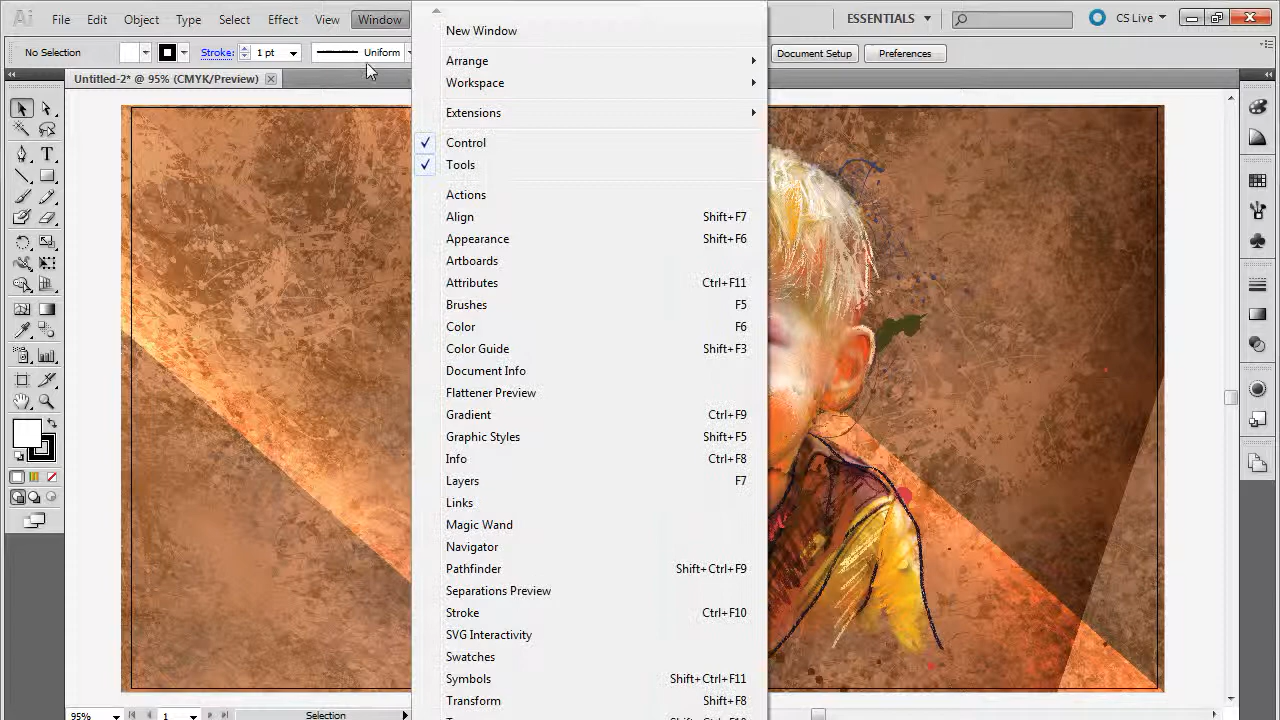 Ai File Edit Object Type Select Effect View Window
ESSENTIALS CS Live
No Selection Stroke: 1 pt Uniform
Document Setup Preferences
Untitled-2* @ 95% (CMYK/Preview)
New Window
Arrange
Workspace
Extensions
Control
Tools
Actions
Align Shift+F7
Appearance Shift+F6
Artboards
Attributes Ctrl+F11
Brushes F5
Color F6
Color Guide Shift+F3
Document Info
Flattener Preview
Gradient Ctrl+F9
Graphic Styles Shift+F5
Info Ctrl+F8
Layers F7
Links
Magic Wand
Navigator
Pathfinder Shift+Ctrl+F9
Separations Preview
Stroke Ctrl+F10
SVG Interactivity
Swatches
Symbols Shift+Ctrl+F11
Transform Shift+F8
95% 1 Selection